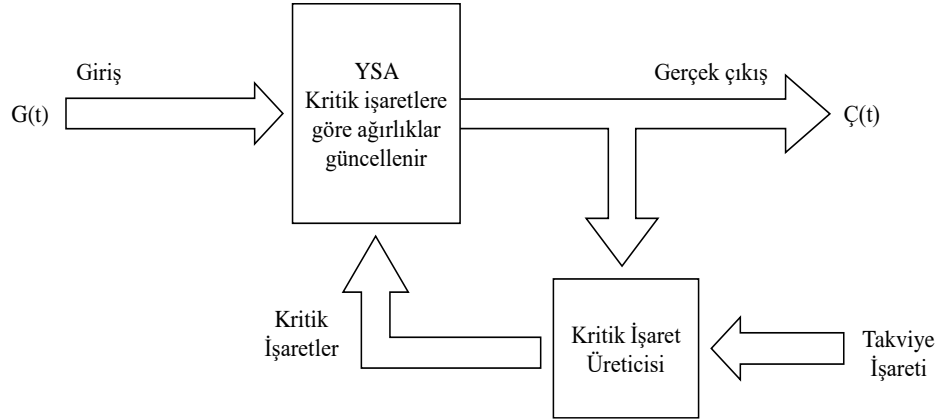 Giriş
G(t)
YSA
Kritik işaretlere
göre ağırlıklar
güncellenir
Gerçek çıkış
Ç(t)
Kritik
İşaretler
Kritik İşaret
Üreticisi
Takviye
İşareti